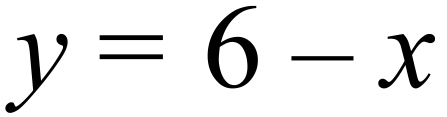 y = 6 − x